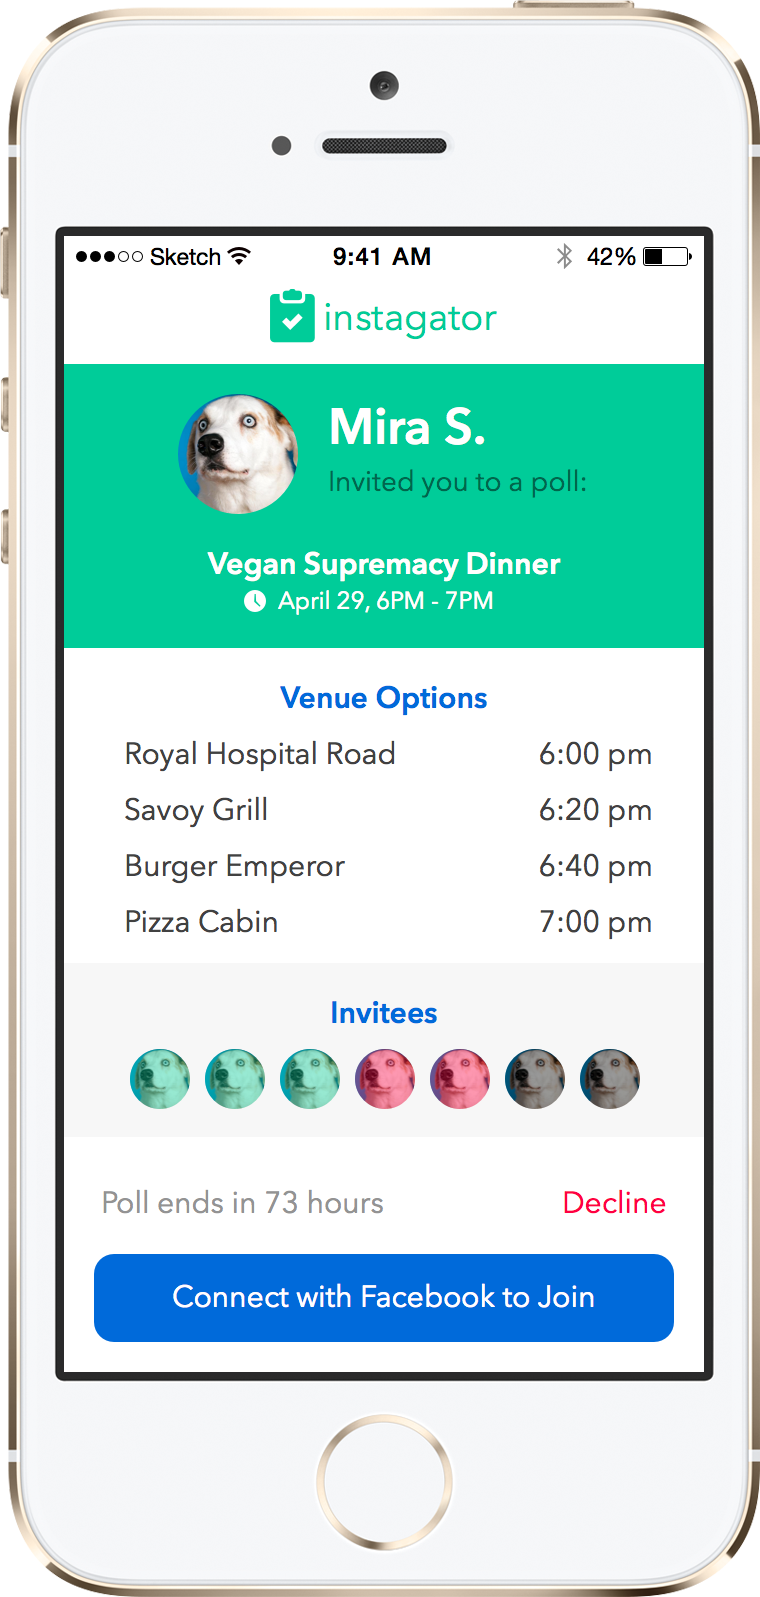 Sketch 9:41 AM 42%
instagator
Mira S.
Invited you to a poll:
Vegan Supremacy Dinner
April 29, 6PM - 7PM
Venue Options
Royal Hospital Road 6:00 pm
Savoy Grill 6:20 pm
Burger Emperor 6:40 pm
Pizza Cabin 7:00 pm
Invitees
Poll ends in 73 hours Decline
Connect with Facebook to Join